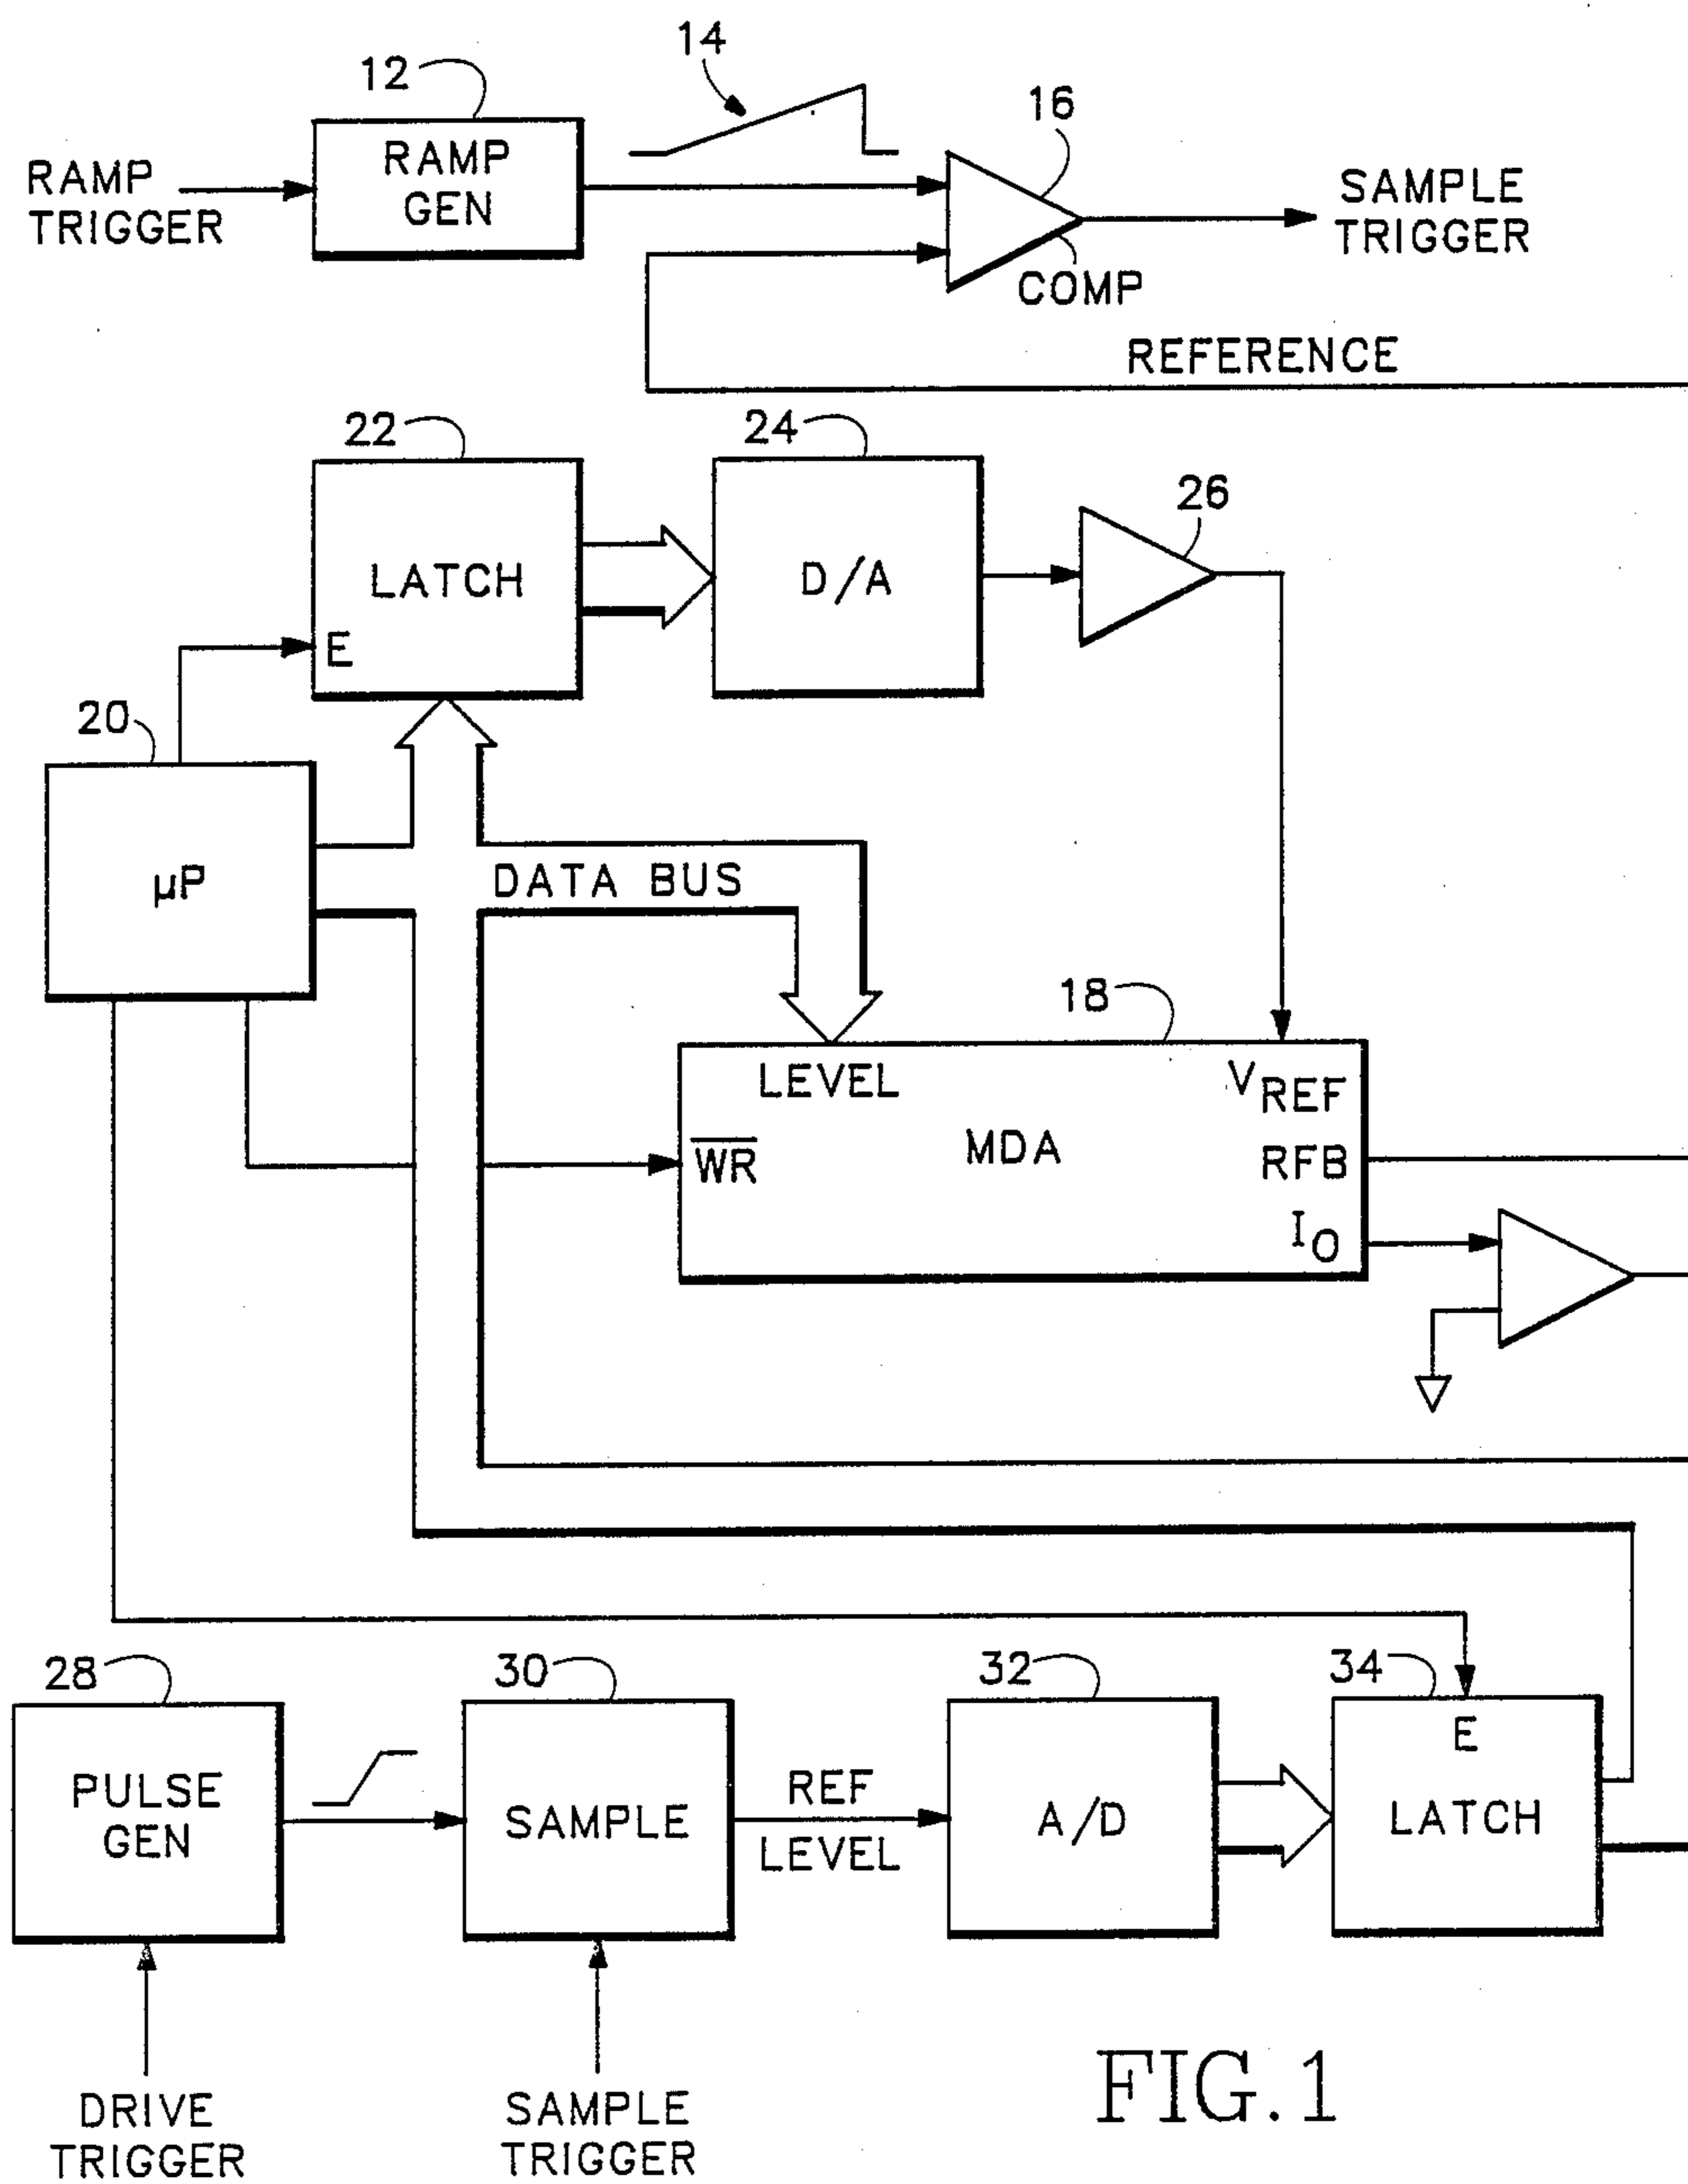 14
12
16
RAMP
TRIGGER
RAMP
GEN
SAMPLE
TRIGGER
COMP
REFERENCE
22
24
26
LATCH
D/A
E
20
µP
DATA BUS
18
LEVEL
VREF
WR
MDA
RFB
IO
28
30
32
34
E
PULSE
GEN
SAMPLE
REF
LEVEL
A/D
LATCH
DRIVE
TRIGGER
SAMPLE
TRIGGER
FIG. 1